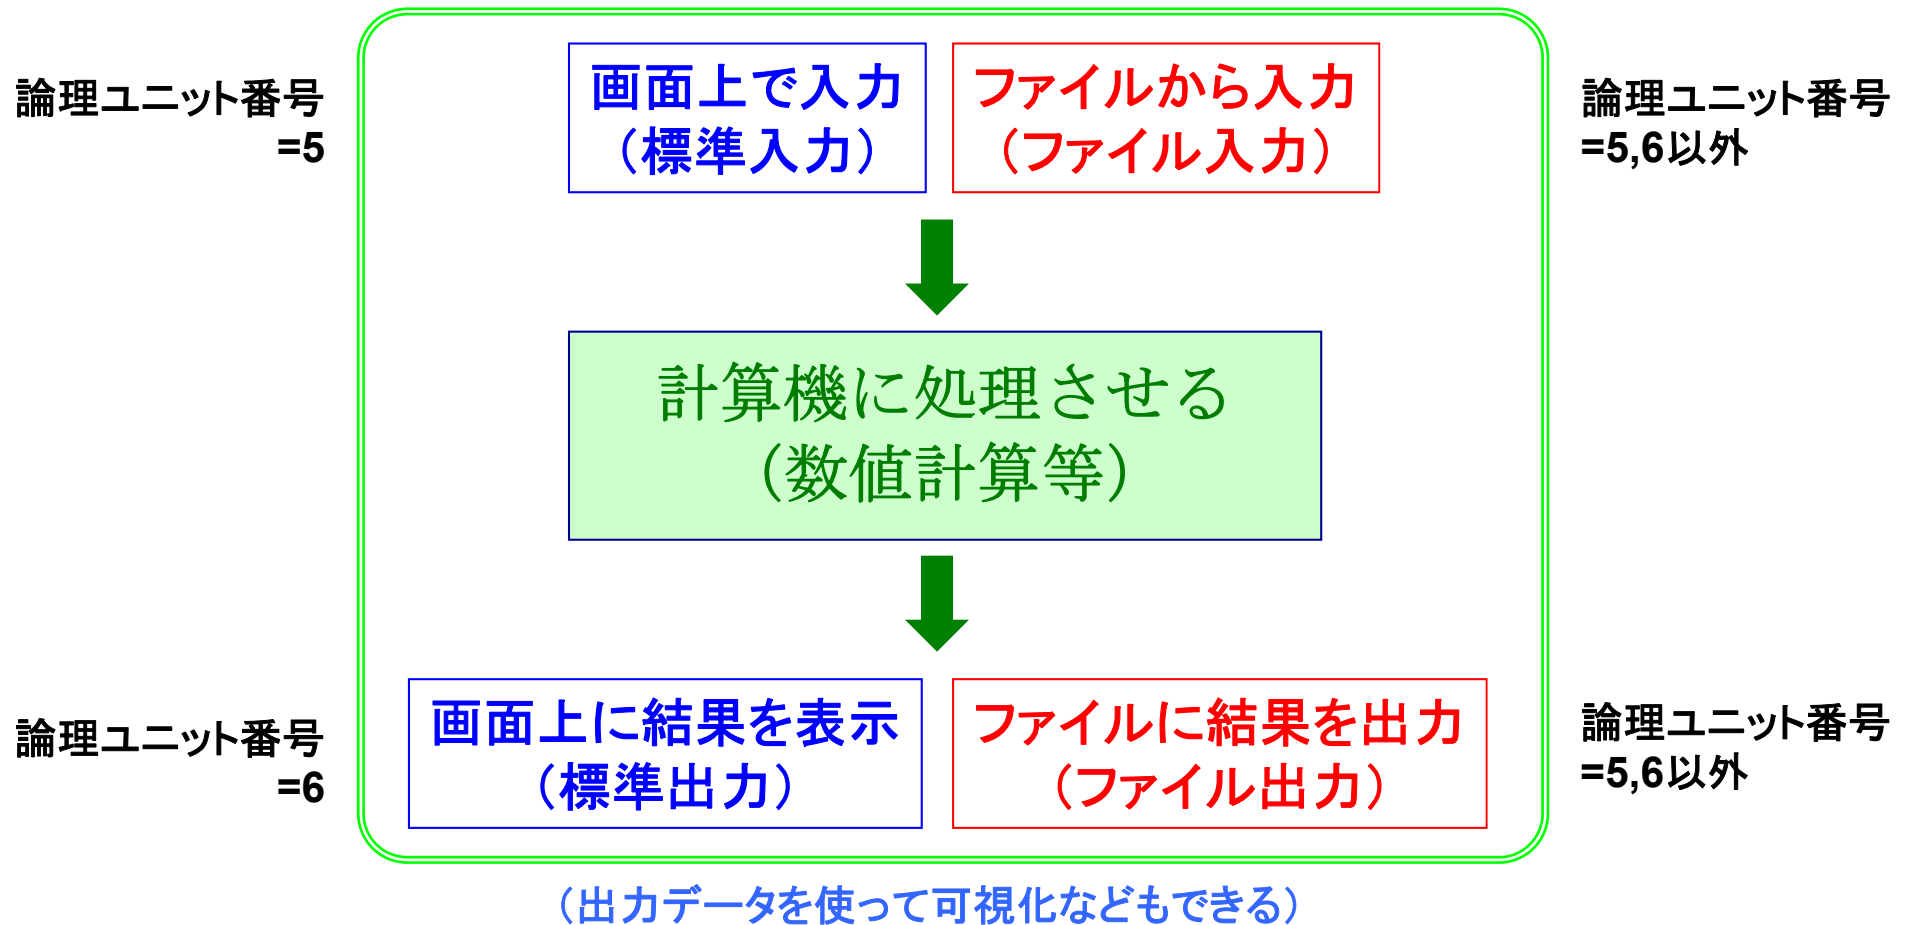 論理ユニット番号
=5
画面上で入力
（標準入力）
ファイルから入力
（ファイル入力）
論理ユニット番号
=5,6以外
計算機に処理させる
（数値計算等）
論理ユニット番号
=6
画面上に結果を表示
（標準出力）
ファイルに結果を出力
（ファイル出力）
論理ユニット番号
=5,6以外
（出力データを使って可視化などもできる）